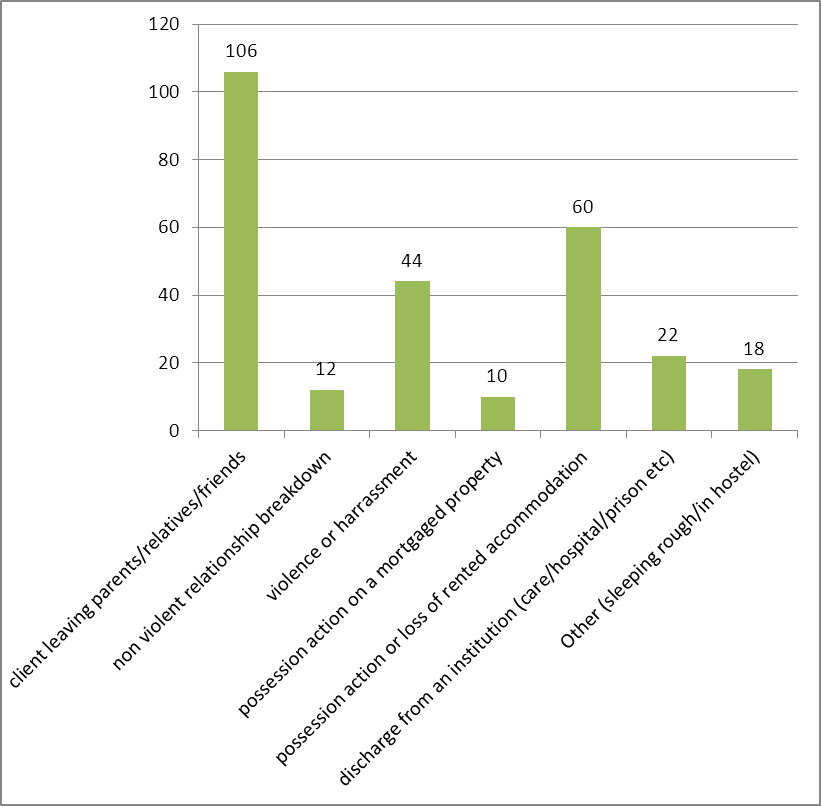 120
100
80
60
40
20
0
106
12
44
10
60
22
18
client leaving parents/relatives/friends
non violent relationship breakdown
violence or harrassment
possession action on a mortgaged property
possession action or loss of rented accommodation
discharge from an institution (care/hospital/prison etc)
Other (sleeping rough/in hostel)